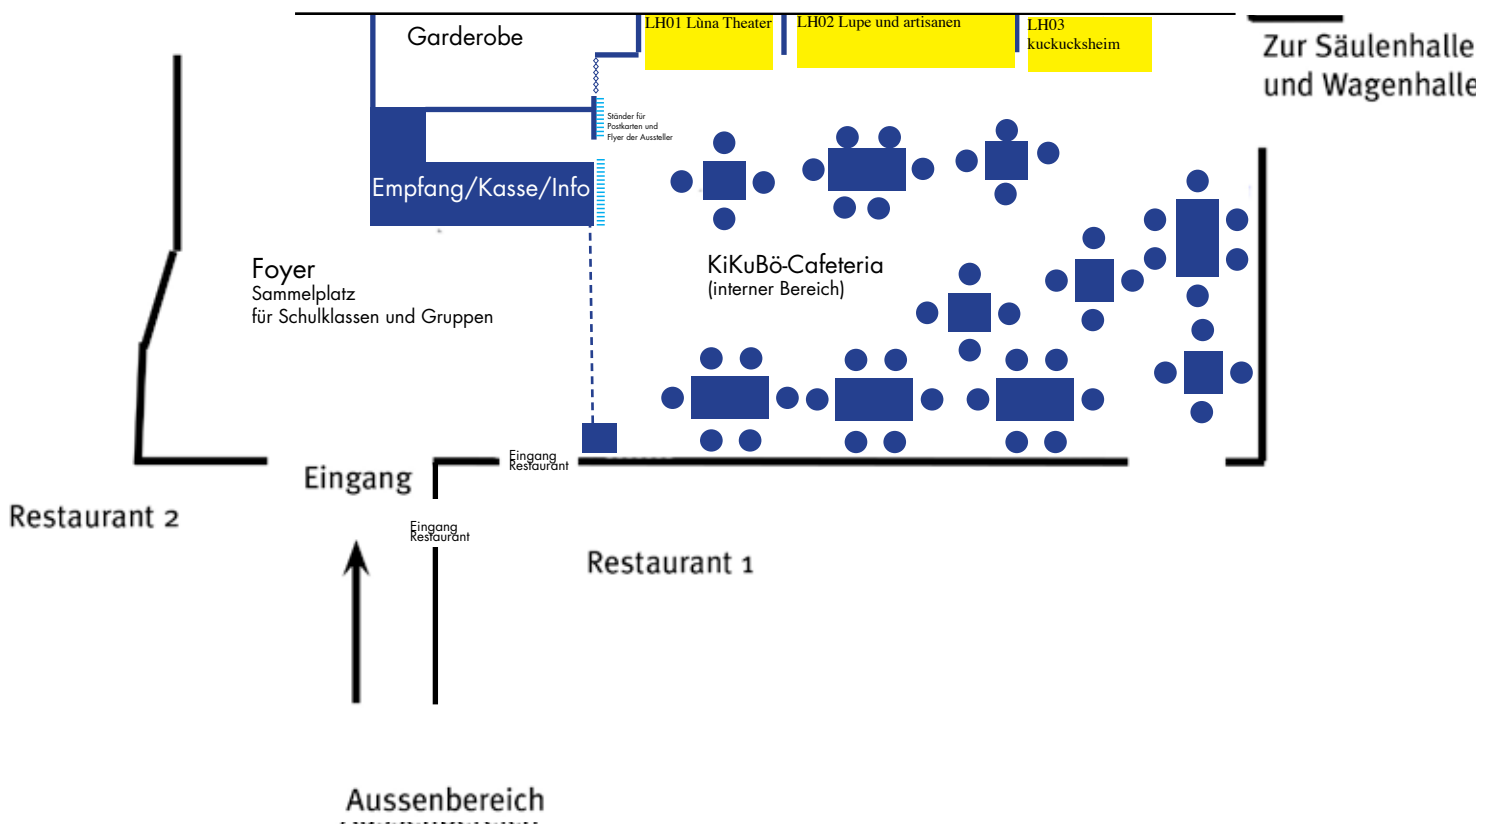 Garderobe
LH01 Lùna Theater
LH02 Lupe und artisanen
LH03
kuckucksheim
Zur Säulenhalle
und Wagenhalle
Ständer für
Postkarten und
Flyer der Aussteller
Empfang/Kasse/Info
Foyer
Sammelplatz
für Schulklassen und Gruppen
KiKuBö-Cafeteria
(interner Bereich)
Eingang
Restaurant
Eingang
Restaurant 2
Eingang
Restaurant
Restaurant 1
Aussenbereich